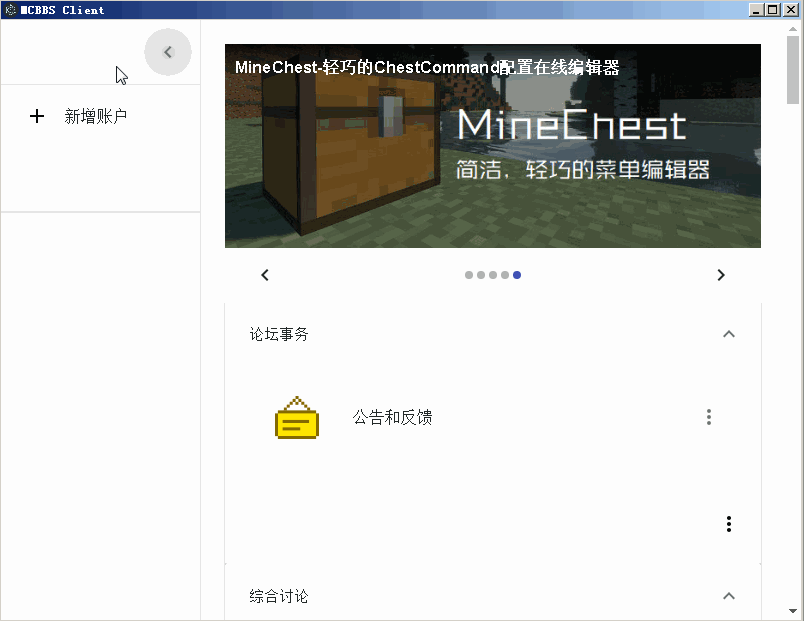 MCBBS Client
新增账户
MineChest-轻巧的ChestCommand配置在线编辑器
MineChest
简洁，轻巧的菜单编辑器
论坛事务
公告和反馈
综合讨论